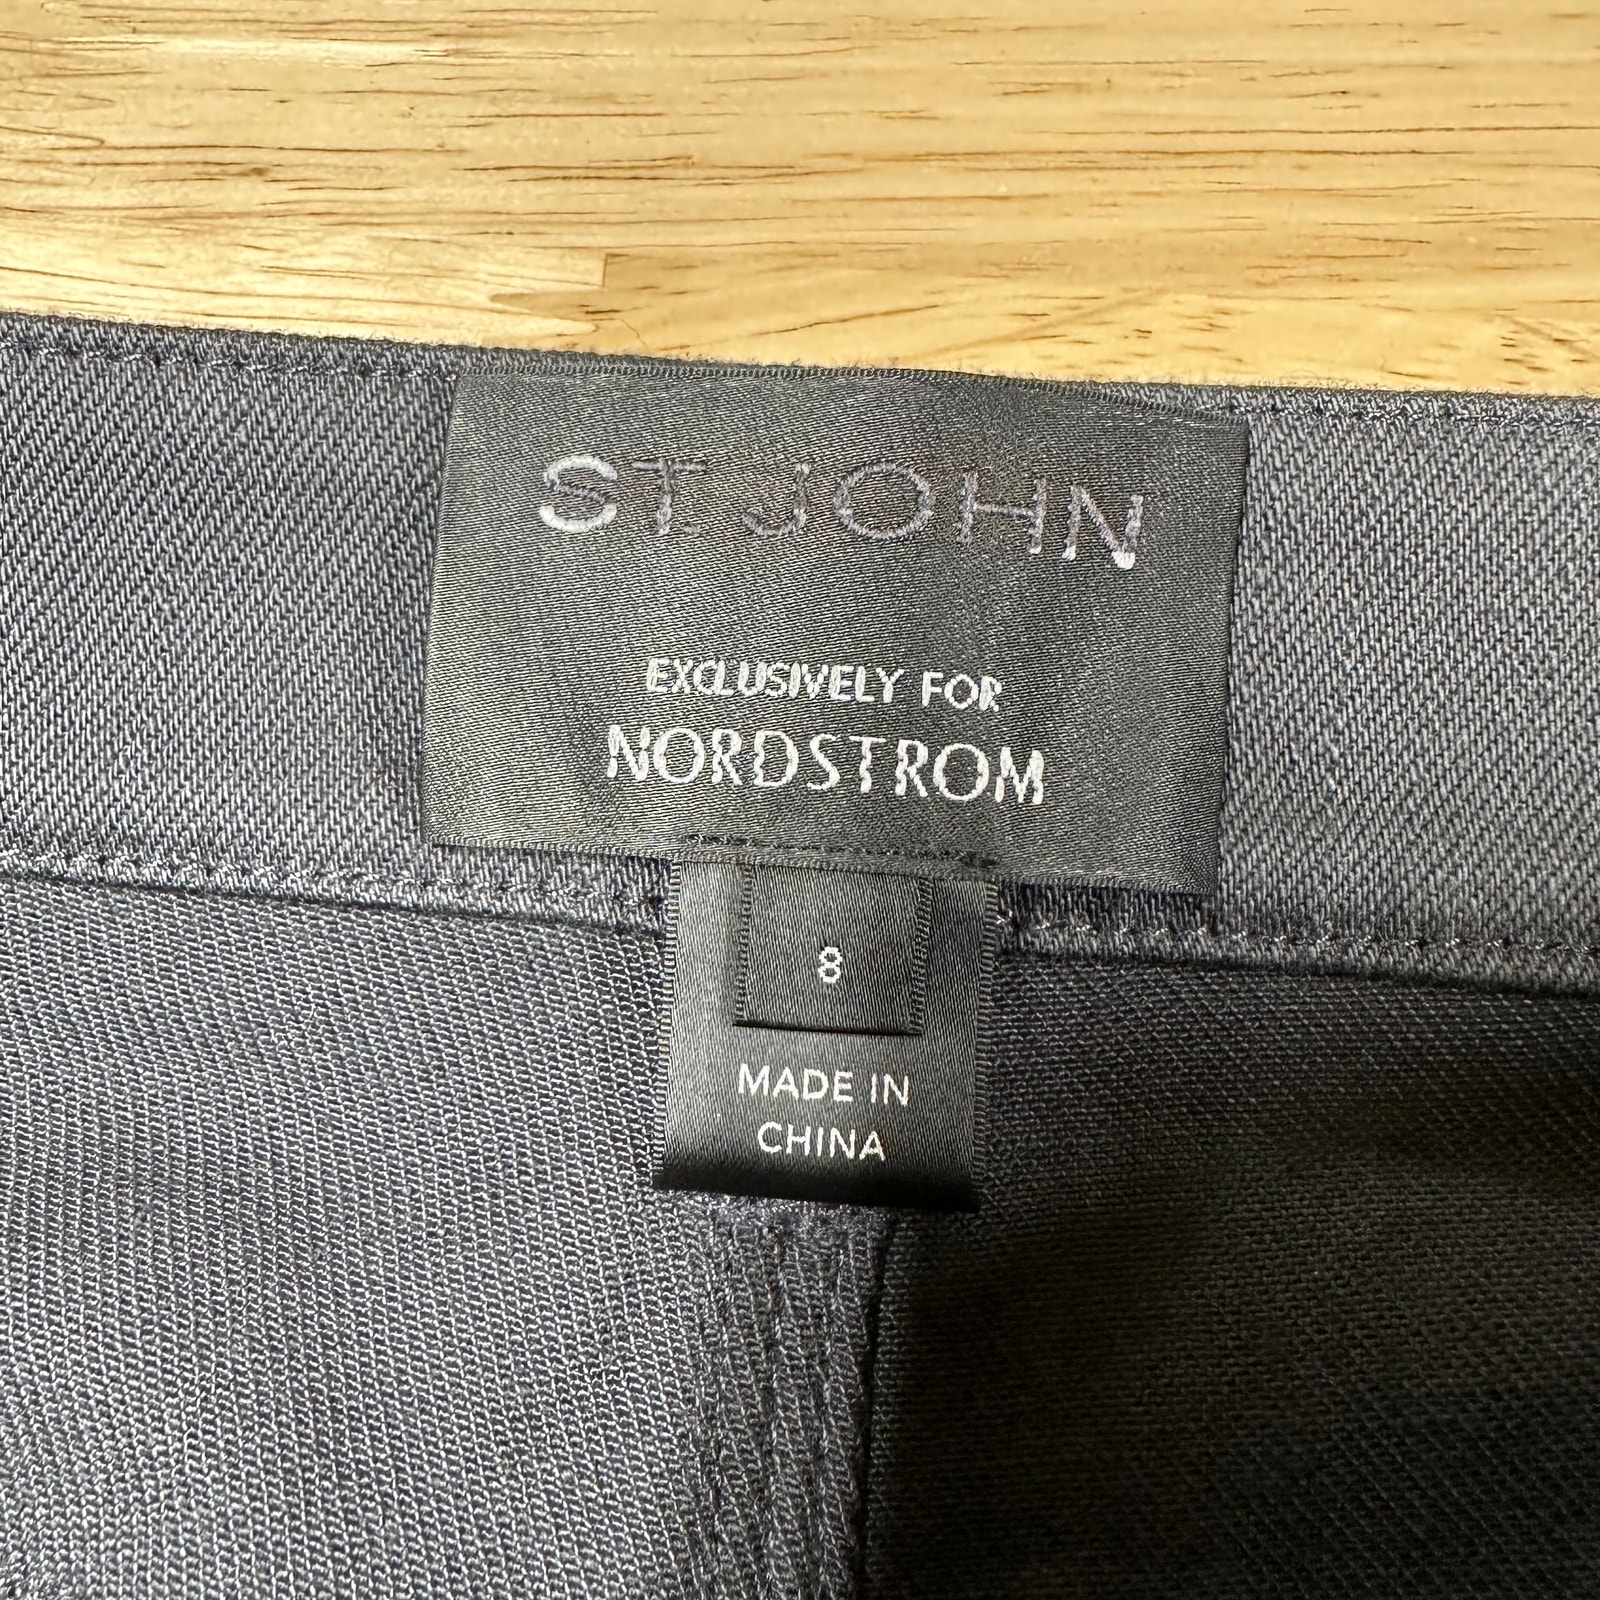 ST. JOHN
EXCLUSIVELY FOR
NORDSTROM
8
MADE IN
CHINA